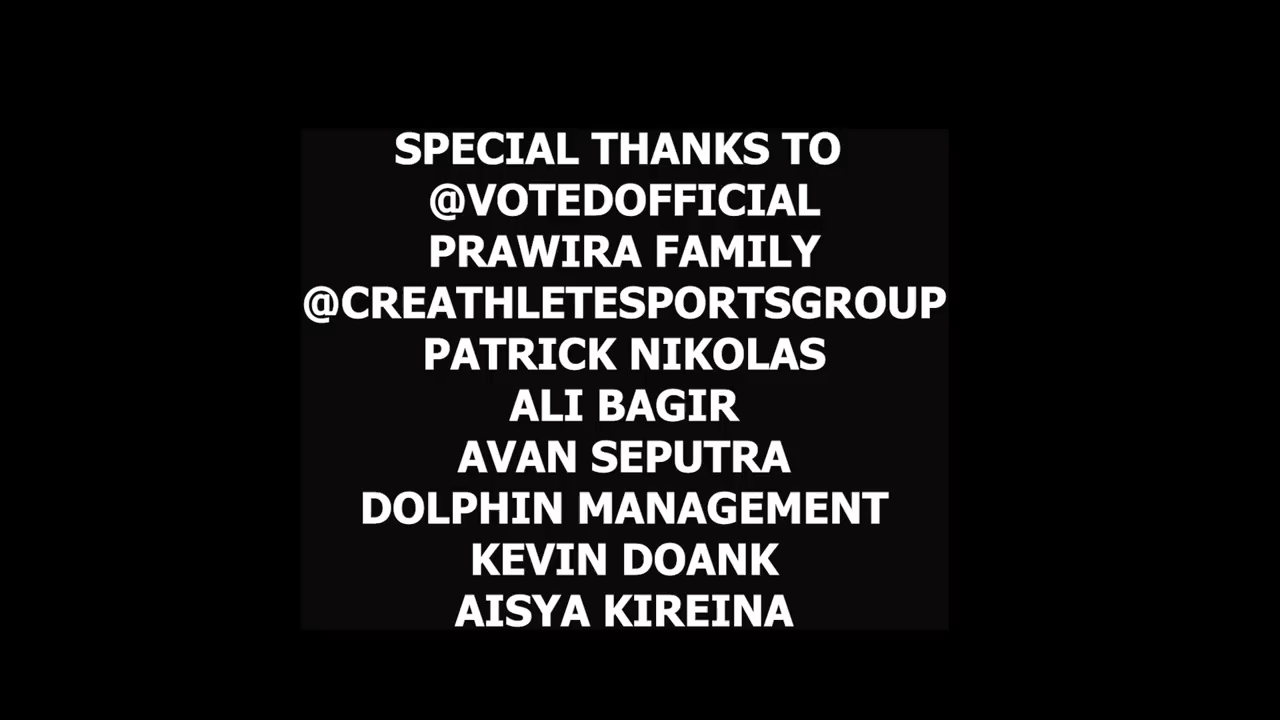 SPECIAL THANKS TO
@VOTEDOFFICIAL
PRAWIRA FAMILY
@CREATHLETESPORTSGROUP
PATRICK NIKOLAS
ALI BAGIR
AVAN SEPUTRA
DOLPHIN MANAGEMENT
KEVIN DOANK
AISYA KIREINA